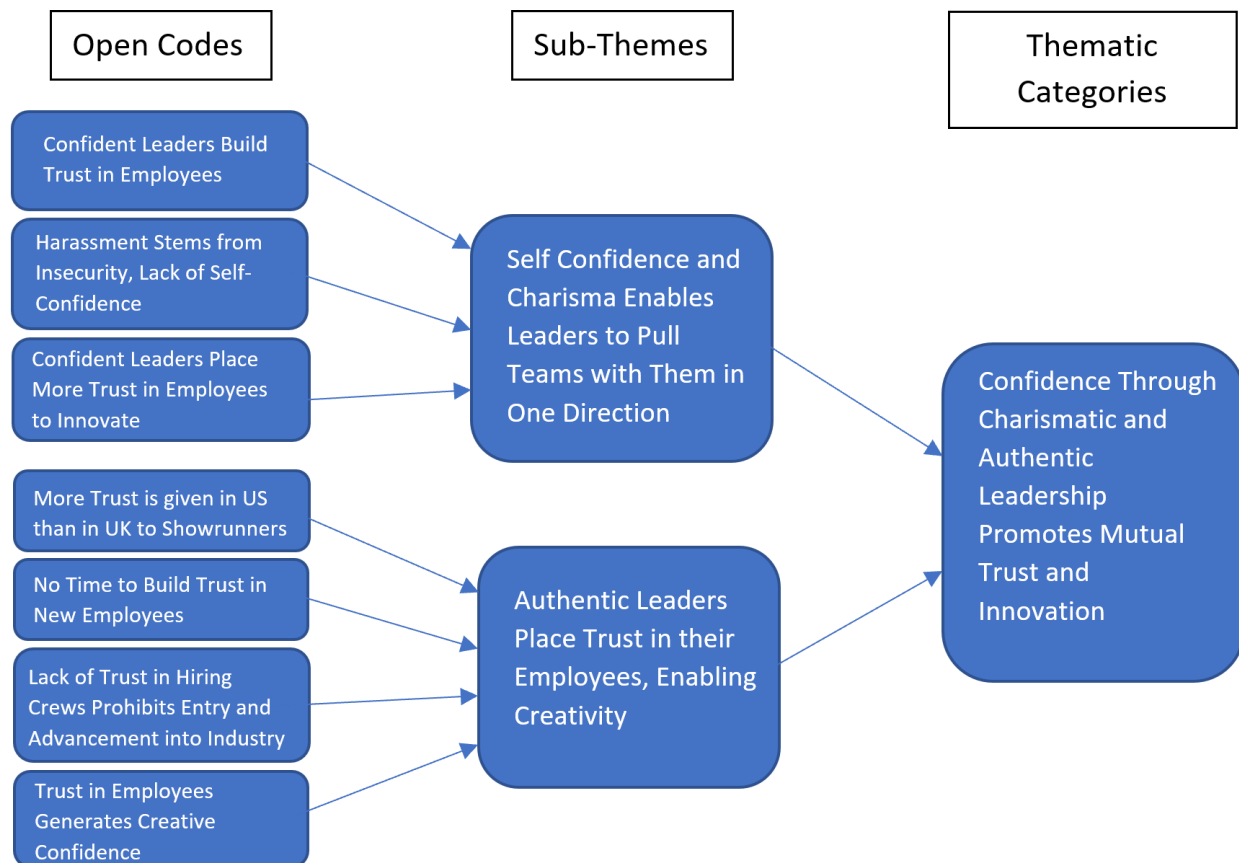 Open Codes
Sub-Themes
Thematic
Categories
Confident Leaders Build
Trust in Employees
Harassment Stems from
Insecurity, Lack of Self-
Confidence
Confident Leaders Place
More Trust in Employees
to Innovate
More Trust is given in US
than in UK to Showrunners
No Time to Build Trust in
New Employees
Lack of Trust in Hiring
Crews Prohibits Entry and
Advancement into Industry
Trust in Employees
Generates Creative
Confidence
Self Confidence and
Charisma Enables
Leaders to Pull
Teams with Them in
One Direction
Authentic Leaders
Place Trust in their
Employees, Enabling
Creativity
Confidence Through
Charismatic and
Authentic
Leadership
Promotes Mutual
Trust and
Innovation